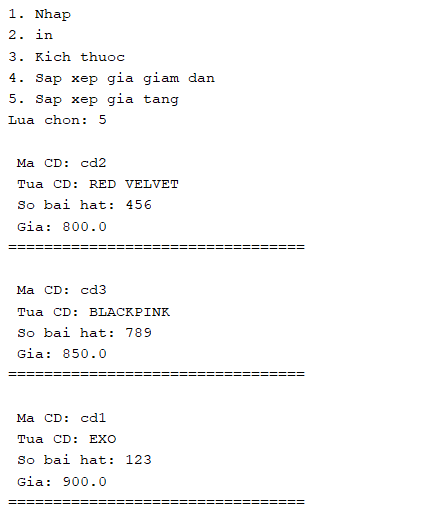 1. Nhap
2. in
3. Kich thuoc
4. Sap xep gia giam dan
5. Sap xep gia tang
Lua chon: 5
Ma CD: cd2
Tua CD: RED VELVET
So bai hat: 456
Gia: 800.0
=================================
Ma CD: cd3
Tua CD: BLACKPINK
So bai hat: 789
Gia: 850.0
=================================
Ma CD: cd1
Tua CD: EXO
So bai hat: 123
Gia: 900.0
=================================